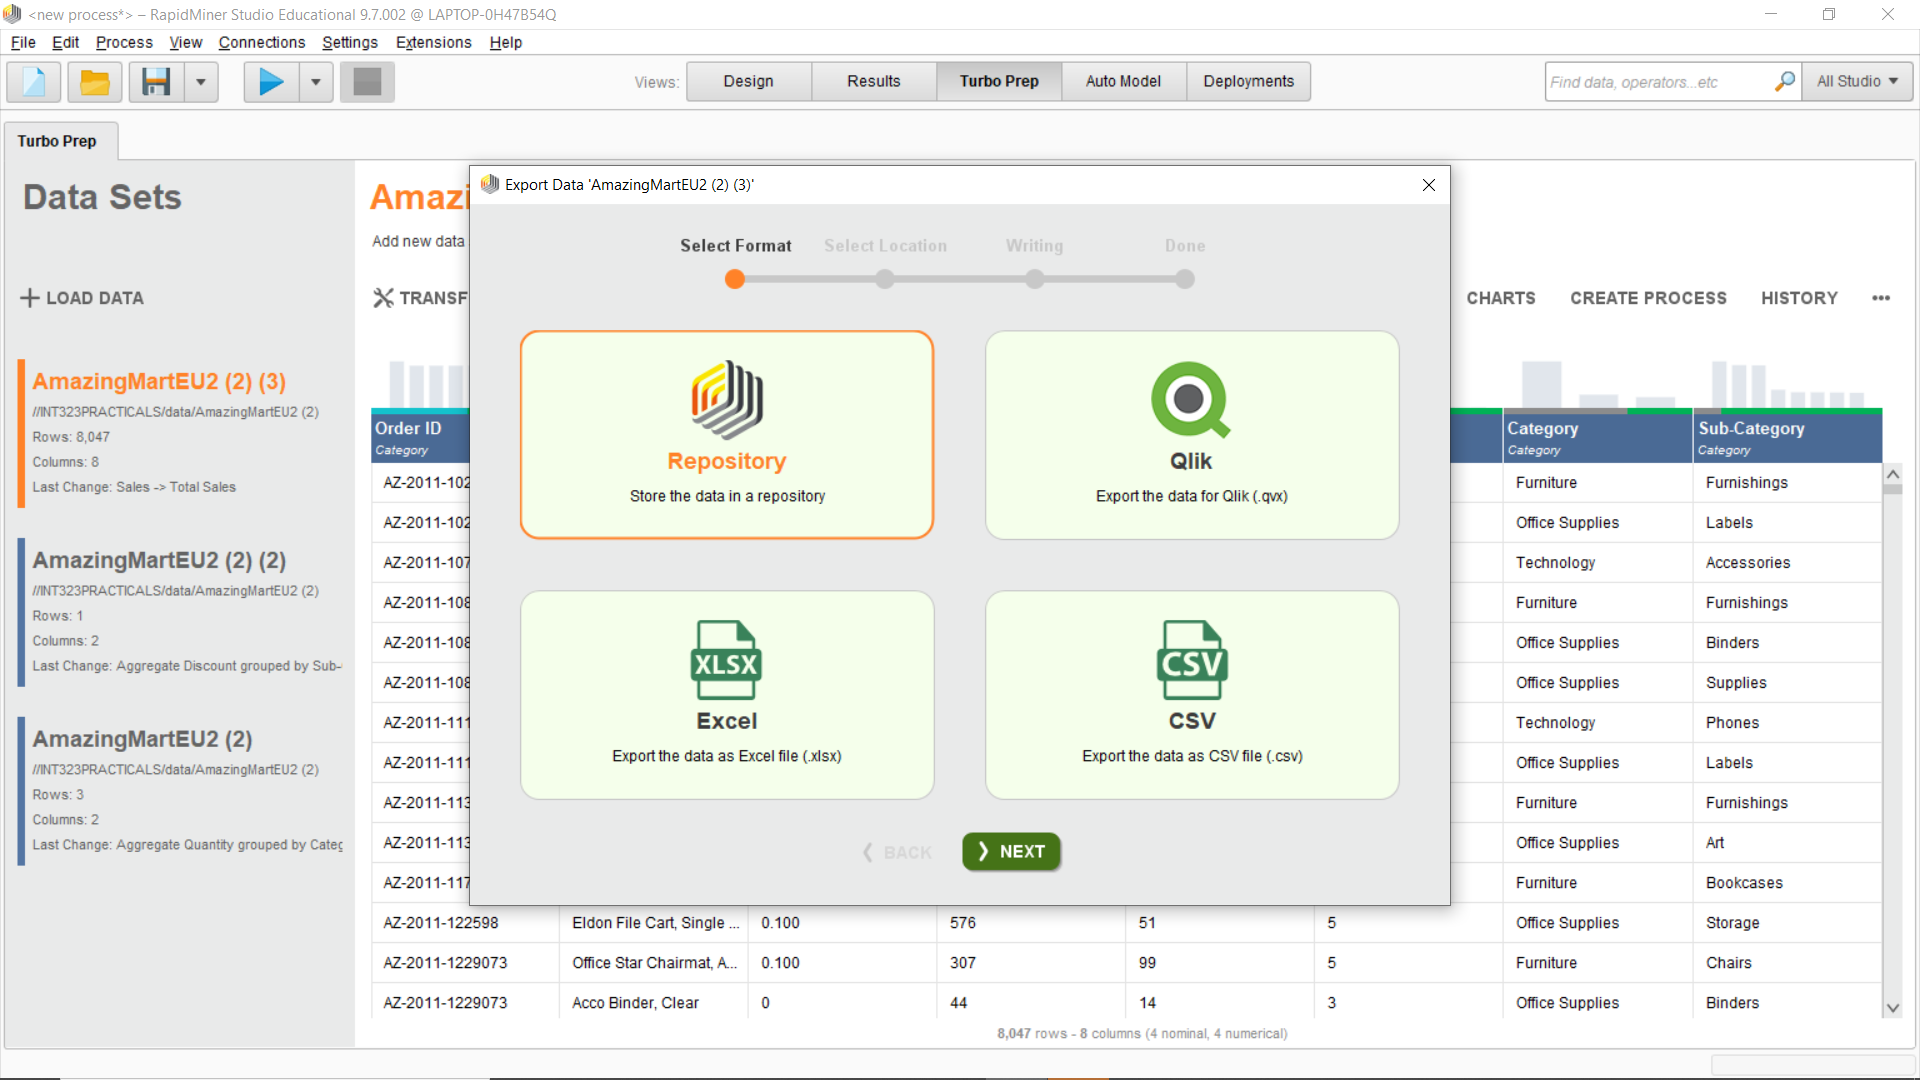 <new process*> – RapidMiner Studio Educational 9.7.002 @ LAPTOP-0H47B54Q
File Edit Process View Connections Settings Extensions Help
Views: Design Results Turbo Prep Auto Model Deployments
Find data, operators...etc
All Studio
Turbo Prep
Data Sets
LOAD DATA
AmazingMartEU2 (2) (3)
//INT323PRACTICALS/data/AmazingMartEU2 (2)
Rows: 8,047
Columns: 8
Last Change: Sales -> Total Sales
AmazingMartEU2 (2) (2)
//INT323PRACTICALS/data/AmazingMartEU2 (2)
Rows: 1
Columns: 2
Last Change: Aggregate Discount grouped by Sub-
AmazingMartEU2 (2)
//INT323PRACTICALS/data/AmazingMartEU2 (2)
Rows: 3
Columns: 2
Last Change: Aggregate Quantity grouped by Categ
Amazi
Add new data
TRANSF
CHARTS CREATE PROCESS HISTORY •••
Export Data 'AmazingMartEU2 (2) (3)'
Select Format Select Location Writing Done
Repository
Store the data in a repository
Qlik
Export the data for Qlik (.qvx)
XLSX
Excel
Export the data as Excel file (.xlsx)
CSV
CSV
Export the data as CSV file (.csv)
BACK NEXT
Order ID Category Sub-Category
Category Category Category
AZ-2011-102 Furniture Furnishings
AZ-2011-102 Office Supplies Labels
AZ-2011-107 Technology Accessories
AZ-2011-108 Furniture Furnishings
AZ-2011-108 Office Supplies Binders
AZ-2011-108 Office Supplies Supplies
AZ-2011-111 Technology Phones
AZ-2011-111 Office Supplies Labels
AZ-2011-113 Furniture Furnishings
AZ-2011-113 Office Supplies Art
AZ-2011-117 Furniture Bookcases
AZ-2011-122598 Eldon File Cart, Single ... 0.100 576 51 5 Office Supplies Storage
AZ-2011-1229073 Office Star Chairmat, A... 0.100 307 99 5 Furniture Chairs
AZ-2011-1229073 Acco Binder, Clear 0 44 14 3 Office Supplies Binders
8,047 rows - 8 columns (4 nominal, 4 numerical)